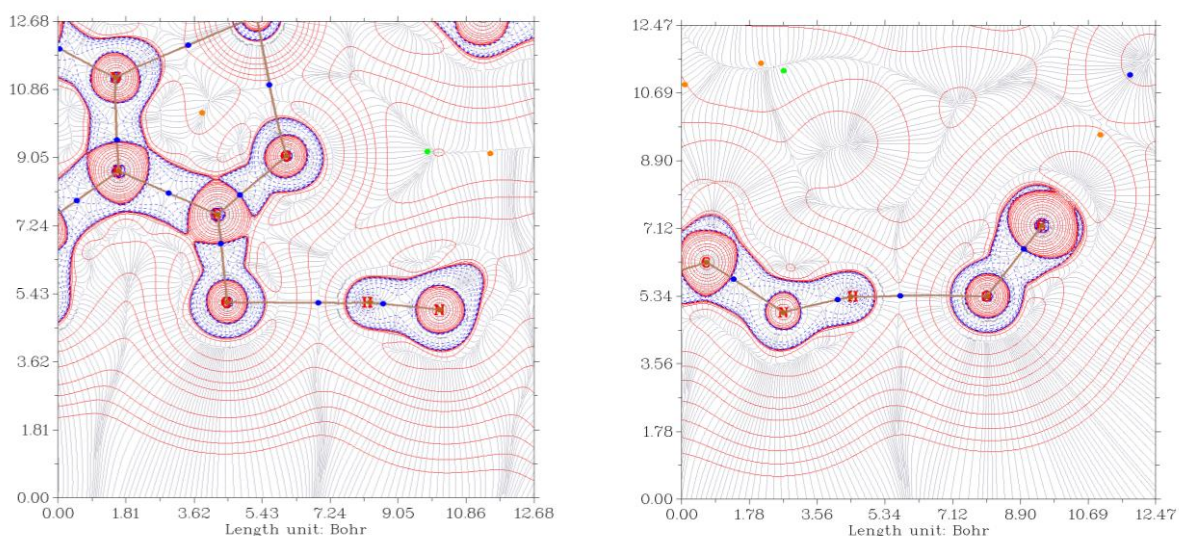 12.68
10.86
9.05
7.24
5.43
3.62
1.81
0.00
H
N
0.00 1.81 3.62 5.43 7.24 9.05 10.86 12.68
Length unit: Bohr
12.47
10.69
8.90
7.12
5.34
3.56
1.78
0.00
N
H
0.00 1.78 3.56 5.34 7.12 8.90 10.69 12.47
Length unit: Bohr